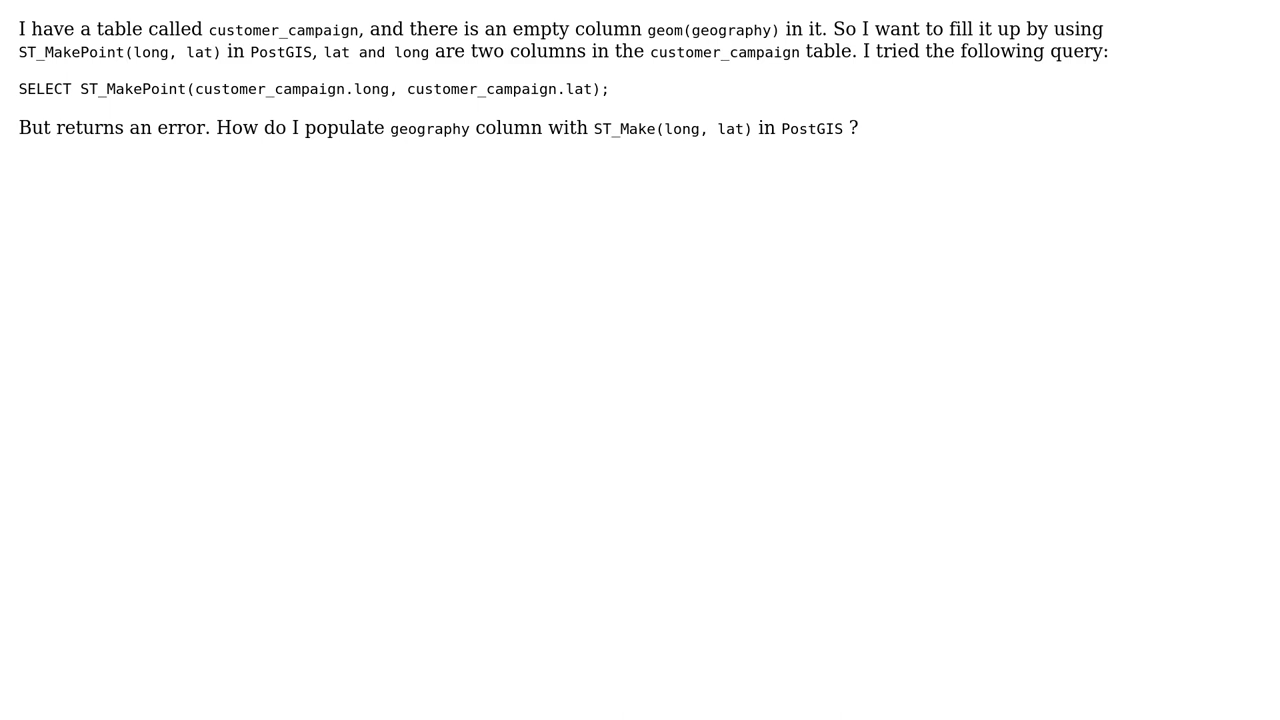 I have a table called customer_campaign, and there is an empty column geom(geography) in it. So I want to fill it up by using
ST_MakePoint(long, lat) in PostGIS, lat and long are two columns in the customer_campaign table. I tried the following query:
SELECT ST_MakePoint(customer_campaign.long, customer_campaign.lat);
But returns an error. How do I populate geography column with ST_Make(long, lat) in PostGIS ?